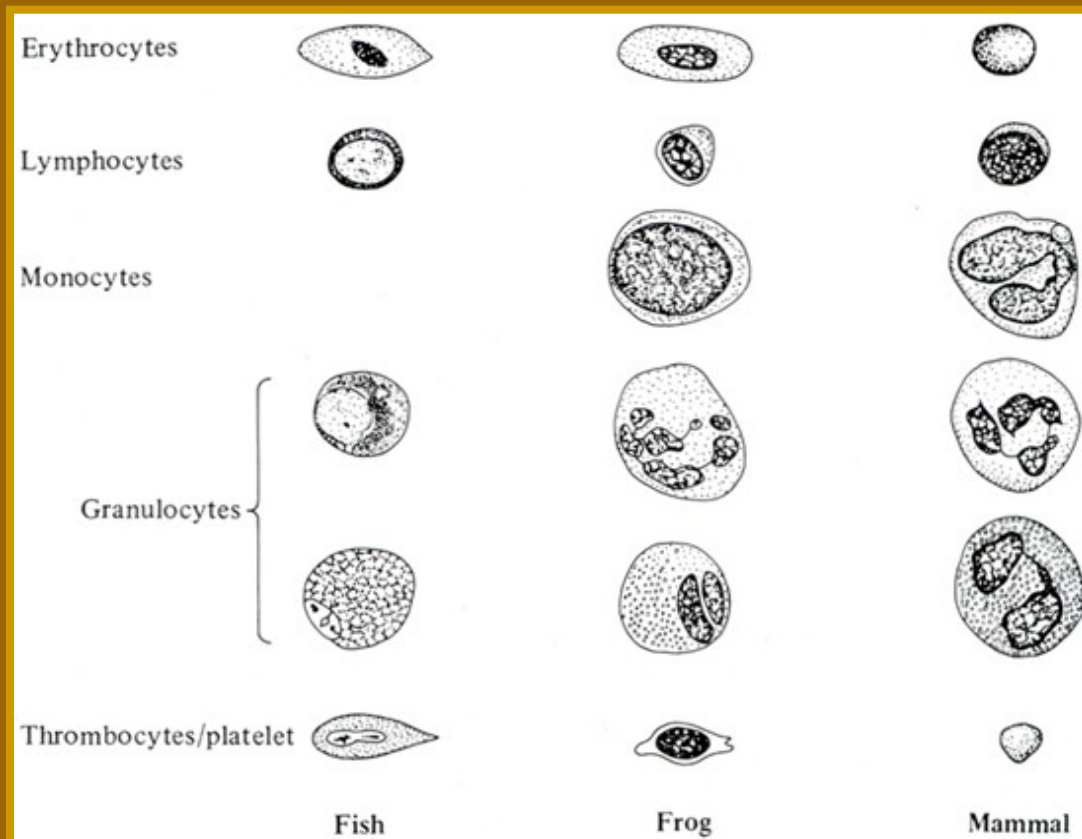 Erythrocytes
Lymphocytes
Monocytes
Granulocytes
Thrombocytes/platelet
Fish Frog Mammal